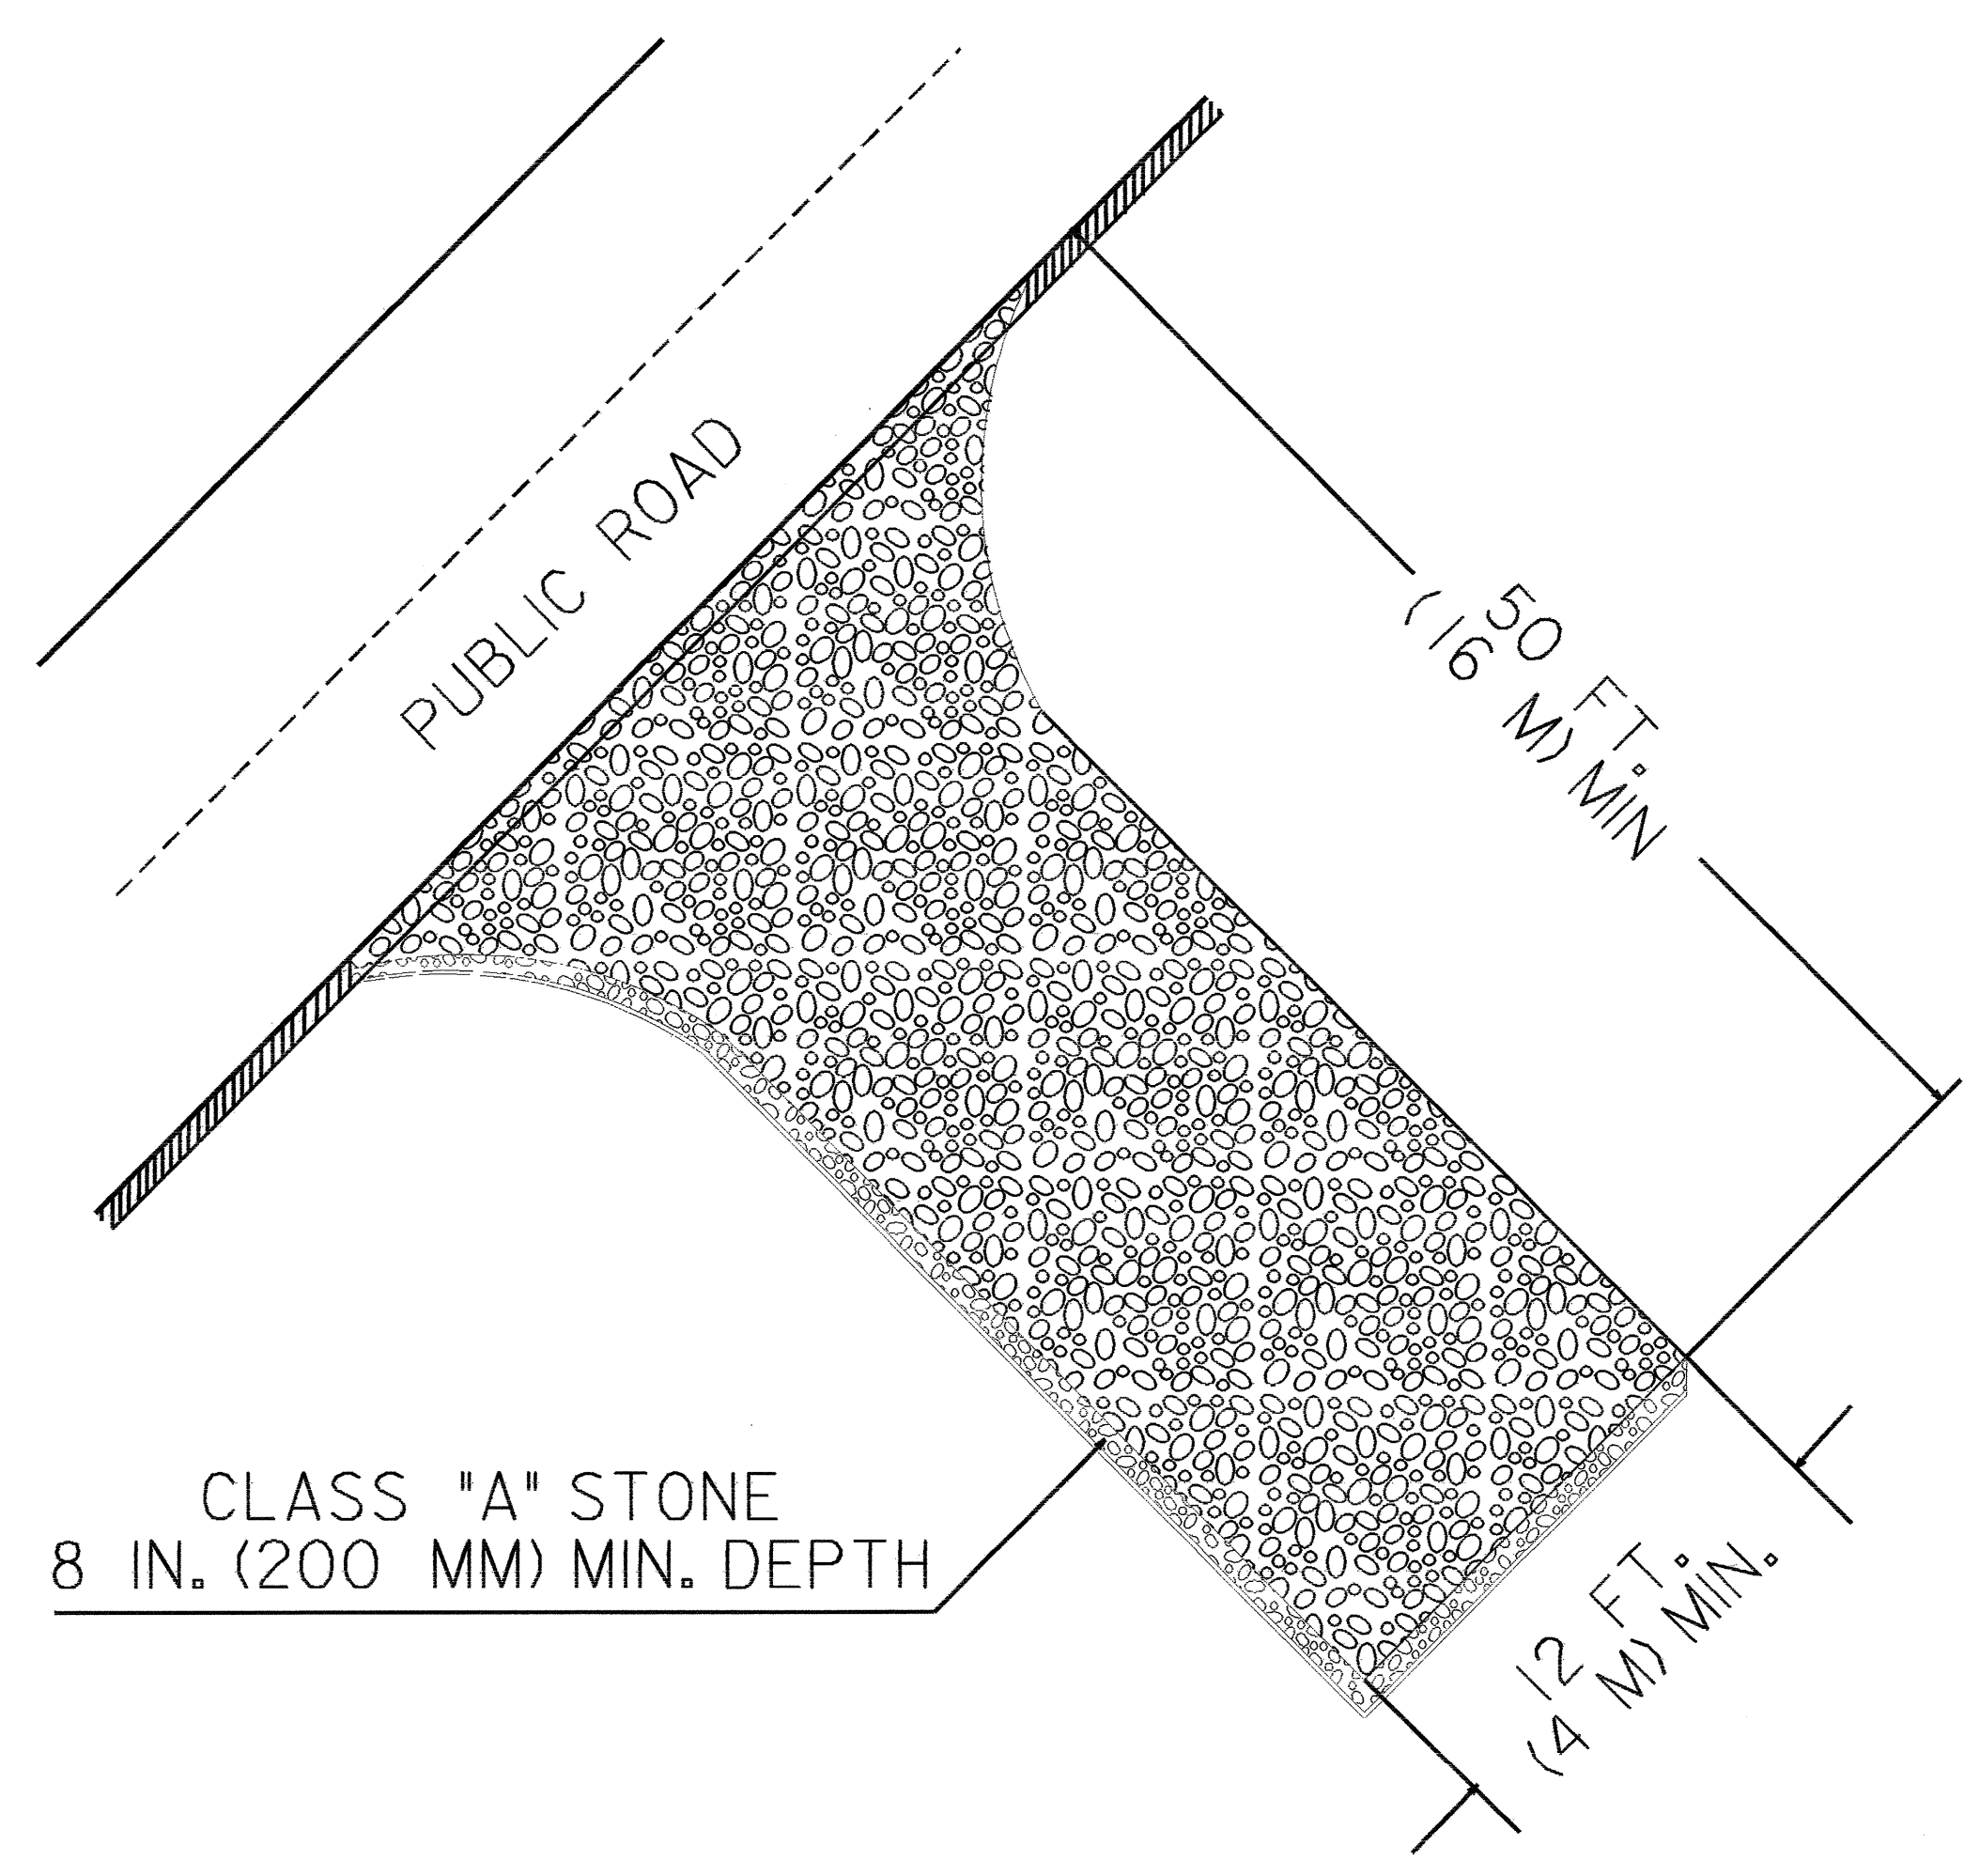 PUBLIC ROAD
50 FT.
(16 M) MIN
CLASS "A" STONE
8 IN. (200 MM) MIN. DEPTH
12 FT.
(4 M) MIN.